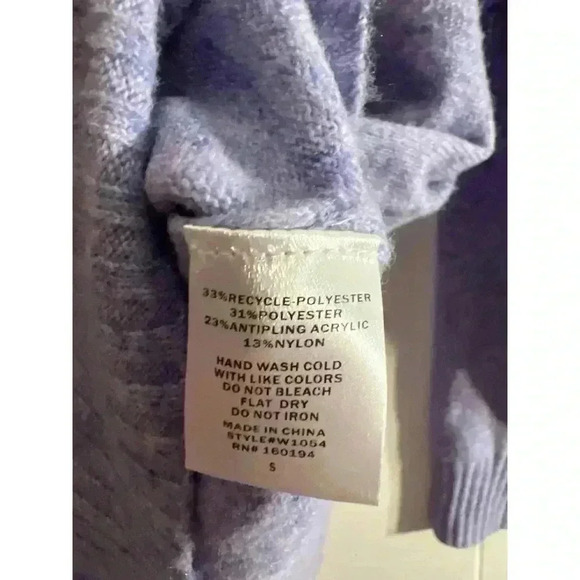 33%RECYCLE-POLYESTER
31%POLYESTER
23%ANTIPLING ACRYLIC
13%NYLON
HAND WASH COLD
WITH LIKE COLORS
DO NOT BLEACH
FLAT DRY
DO NOT IRON
MADE IN CHINA
STYLE#W1054
RN# 160194
S